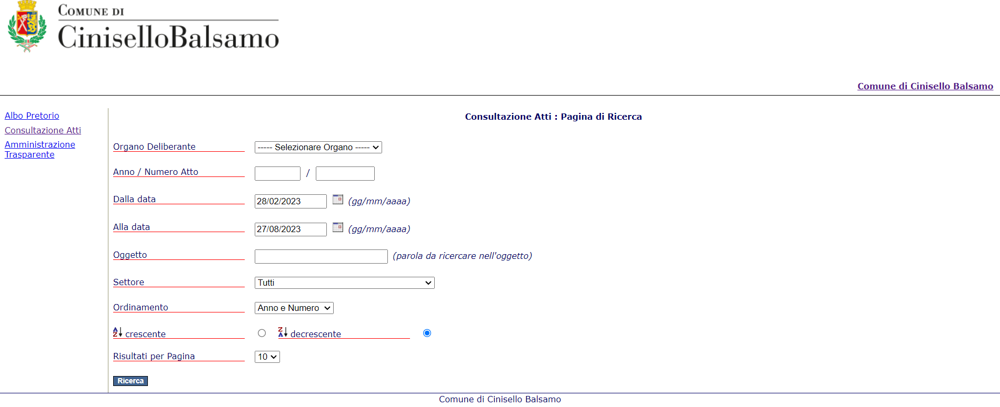 COMUNE DI
CiniselloBalsamo
Comune di Cinisello Balsamo
Albo Pretorio
Consultazione Atti
Amministrazione
Trasparente
Consultazione Atti : Pagina di Ricerca
Organo Deliberante ----- Selezionare Organo -----
Anno / Numero Atto /
Dalla data 28/02/2023 (gg/mm/aaaa)
Alla data 27/08/2023 (gg/mm/aaaa)
Oggetto (parola da ricercare nell'oggetto)
Settore Tutti
Ordinamento Anno e Numero
AZ crescente ZA decrescente
Risultati per Pagina 10
Ricerca
Comune di Cinisello Balsamo